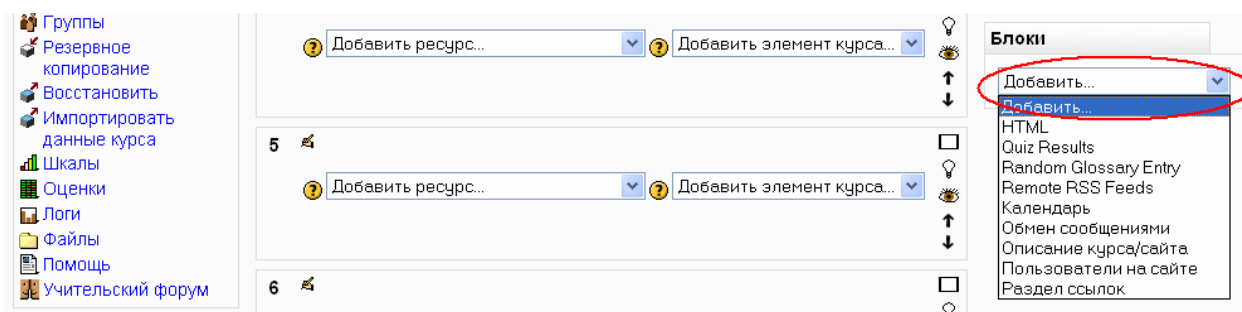 Группы
Резервное
копирование
Восстановить
Импортировать
данные курса
Шкалы
Оценки
Логи
Файлы
Помощь
Учительский форум
Добавить ресурс...
Добавить элемент курса...
5
Добавить ресурс...
Добавить элемент курса...
6
Блоки
Добавить...
Добавить...
HTML
Quiz Results
Random Glossary Entry
Remote RSS Feeds
Календарь
Обмен сообщениями
Описание курса/сайта
Пользователи на сайте
Раздел ссылок